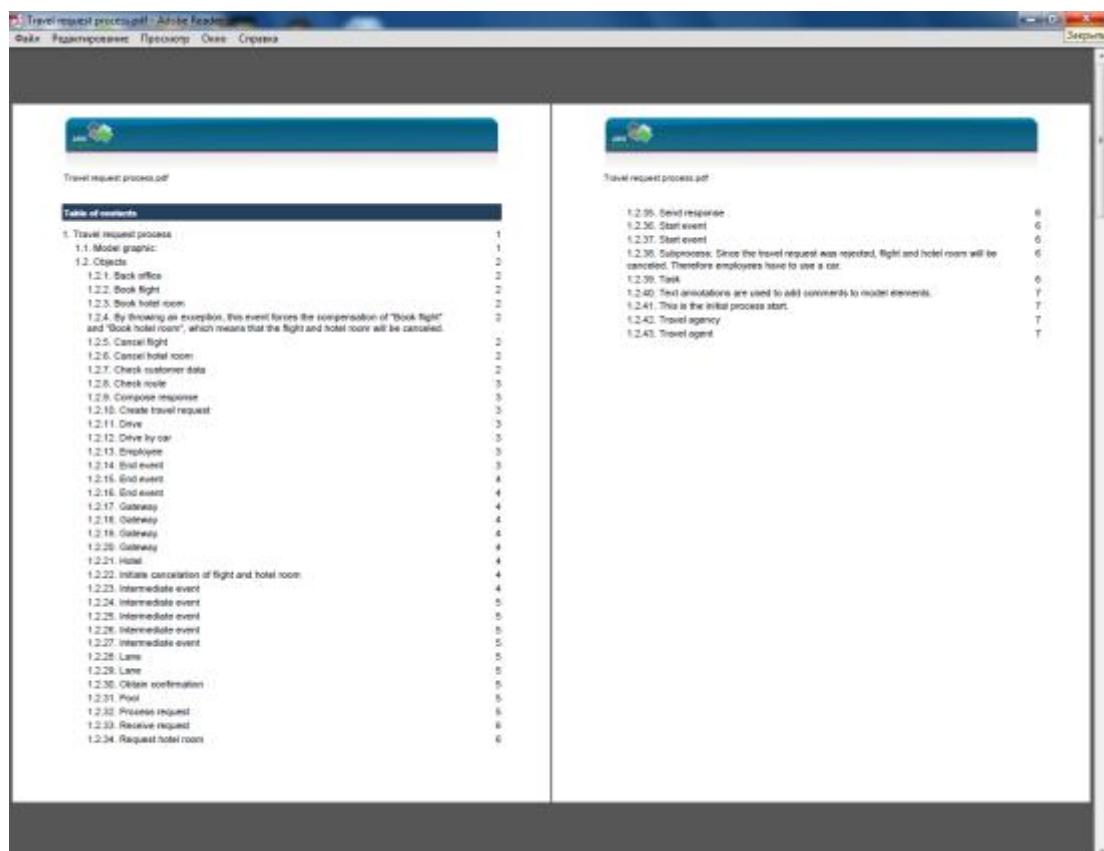 Travel request process.pdf - Adobe Reader
Файл Редактирование Просмотр Окно Справка
Закрыть
Travel request process.pdf
Table of contents
1. Travel request process 1
1.1. Model graphic: 1
1.2. Objects 2
1.2.1. Back office 2
1.2.2. Book flight 2
1.2.3. Book hotel room 2
1.2.4. By throwing an exception, this event forces the compensation of "Book flight" 2
and "Book hotel room", which means that the flight and hotel room will be canceled.
1.2.5. Cancel flight 2
1.2.6. Cancel hotel room 2
1.2.7. Check customer data 2
1.2.8. Check route 3
1.2.9. Compose response 3
1.2.10. Create travel request 3
1.2.11. Drive 3
1.2.12. Drive by car 3
1.2.13. Employee 3
1.2.14. End event 3
1.2.15. End event 4
1.2.16. End event 4
1.2.17. Gateway 4
1.2.18. Gateway 4
1.2.19. Gateway 4
1.2.20. Gateway 4
1.2.21. Hotel 4
1.2.22. Initiate cancelation of flight and hotel room 4
1.2.23. Intermediate event 4
1.2.24. Intermediate event 5
1.2.25. Intermediate event 5
1.2.26. Intermediate event 5
1.2.27. Intermediate event 5
1.2.28. Lane 5
1.2.29. Lane 5
1.2.30. Obtain confirmation 5
1.2.31. Pool 5
1.2.32. Process request 5
1.2.33. Receive request 6
1.2.34. Request hotel room 6
Travel request process.pdf
1.2.35. Send response 6
1.2.36. Start event 6
1.2.37. Start event 6
1.2.38. Subprocess: Since the travel request was rejected, flight and hotel room will be 6
canceled. Therefore employees have to use a car.
1.2.39. Task 6
1.2.40. Text annotations are used to add comments to model elements. 7
1.2.41. This is the initial process start. 7
1.2.42. Travel agency 7
1.2.43. Travel agent 7